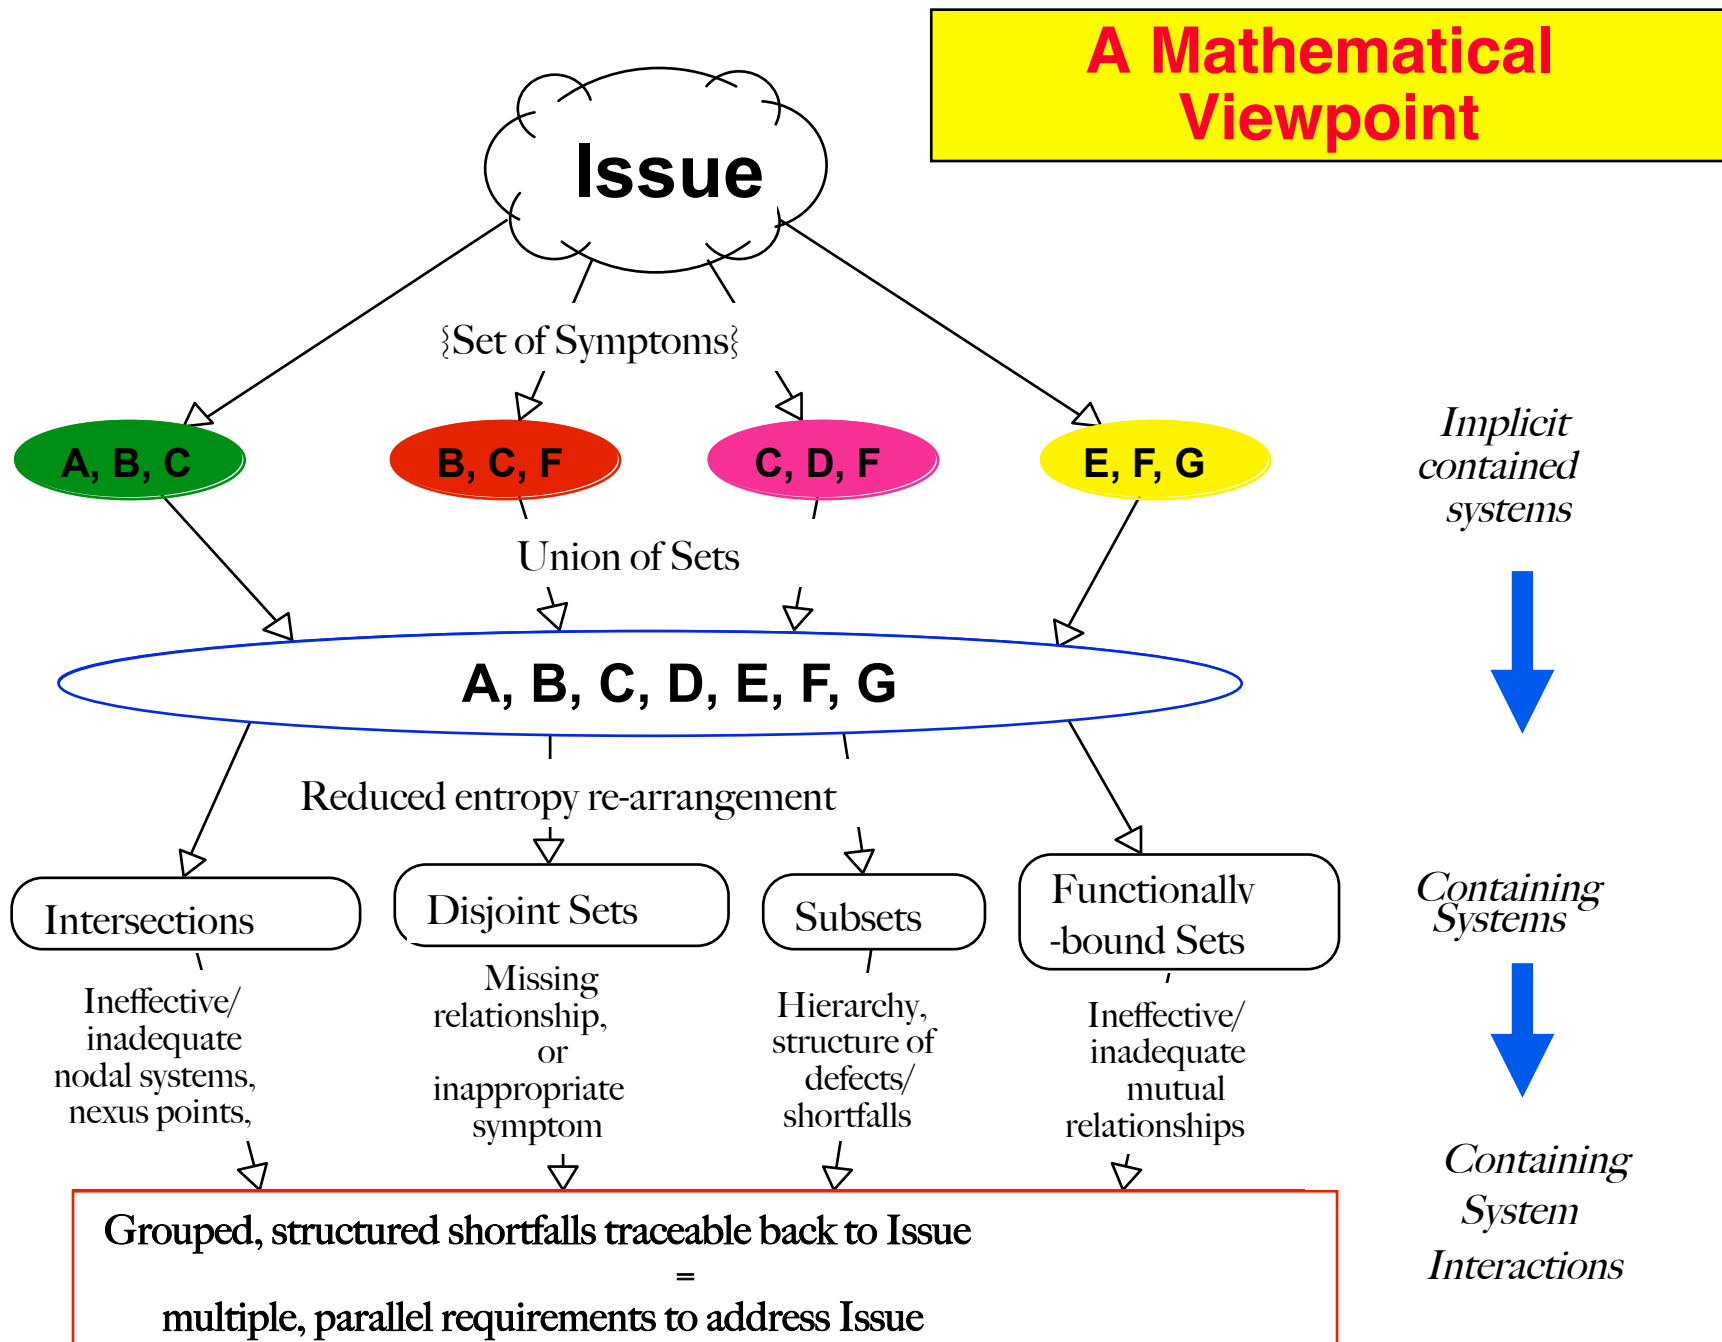 A Mathematical
Viewpoint
Issue
{Set of Symptoms}
A, B, C
B, C, F
C, D, F
E, F, G
Implicit
contained
systems
Union of Sets
A, B, C, D, E, F, G
Reduced entropy re-arrangement
Intersections
Disjoint Sets
Subsets
Functionally
-bound Sets
Containing
Systems
Ineffective/
inadequate
nodal systems,
nexus points,
Missing
relationship,
or
inappropriate
symptom
Hierarchy,
structure of
defects/
shortfalls
Ineffective/
inadequate
mutual
relationships
Containing
System
Interactions
Grouped, structured shortfalls traceable back to Issue
=
multiple, parallel requirements to address Issue